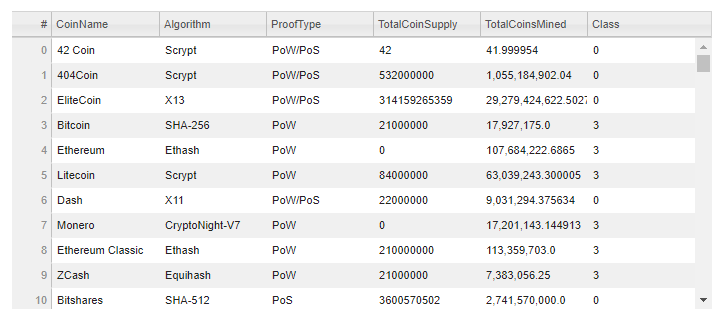 # CoinName Algorithm ProofType TotalCoinSupply TotalCoinsMined Class
0 42 Coin Scrypt PoW/PoS 42 41.999954 0
1 404Coin Scrypt PoW/PoS 532000000 1,055,184,902.04 0
2 EliteCoin X13 PoW/PoS 314159265359 29,279,424,622.5027 0
3 Bitcoin SHA-256 PoW 21000000 17,927,175.0 3
4 Ethereum Ethash PoW 0 107,684,222.6865 3
5 Litecoin Scrypt PoW 84000000 63,039,243.300005 3
6 Dash X11 PoW/PoS 22000000 9,031,294.375634 0
7 Monero CryptoNight-V7 PoW 0 17,201,143.144913 3
8 Ethereum Classic Ethash PoW 210000000 113,359,703.0 3
9 ZCash Equihash PoW 21000000 7,383,056.25 3
10 Bitshares SHA-512 PoS 3600570502 2,741,570,000.0 0